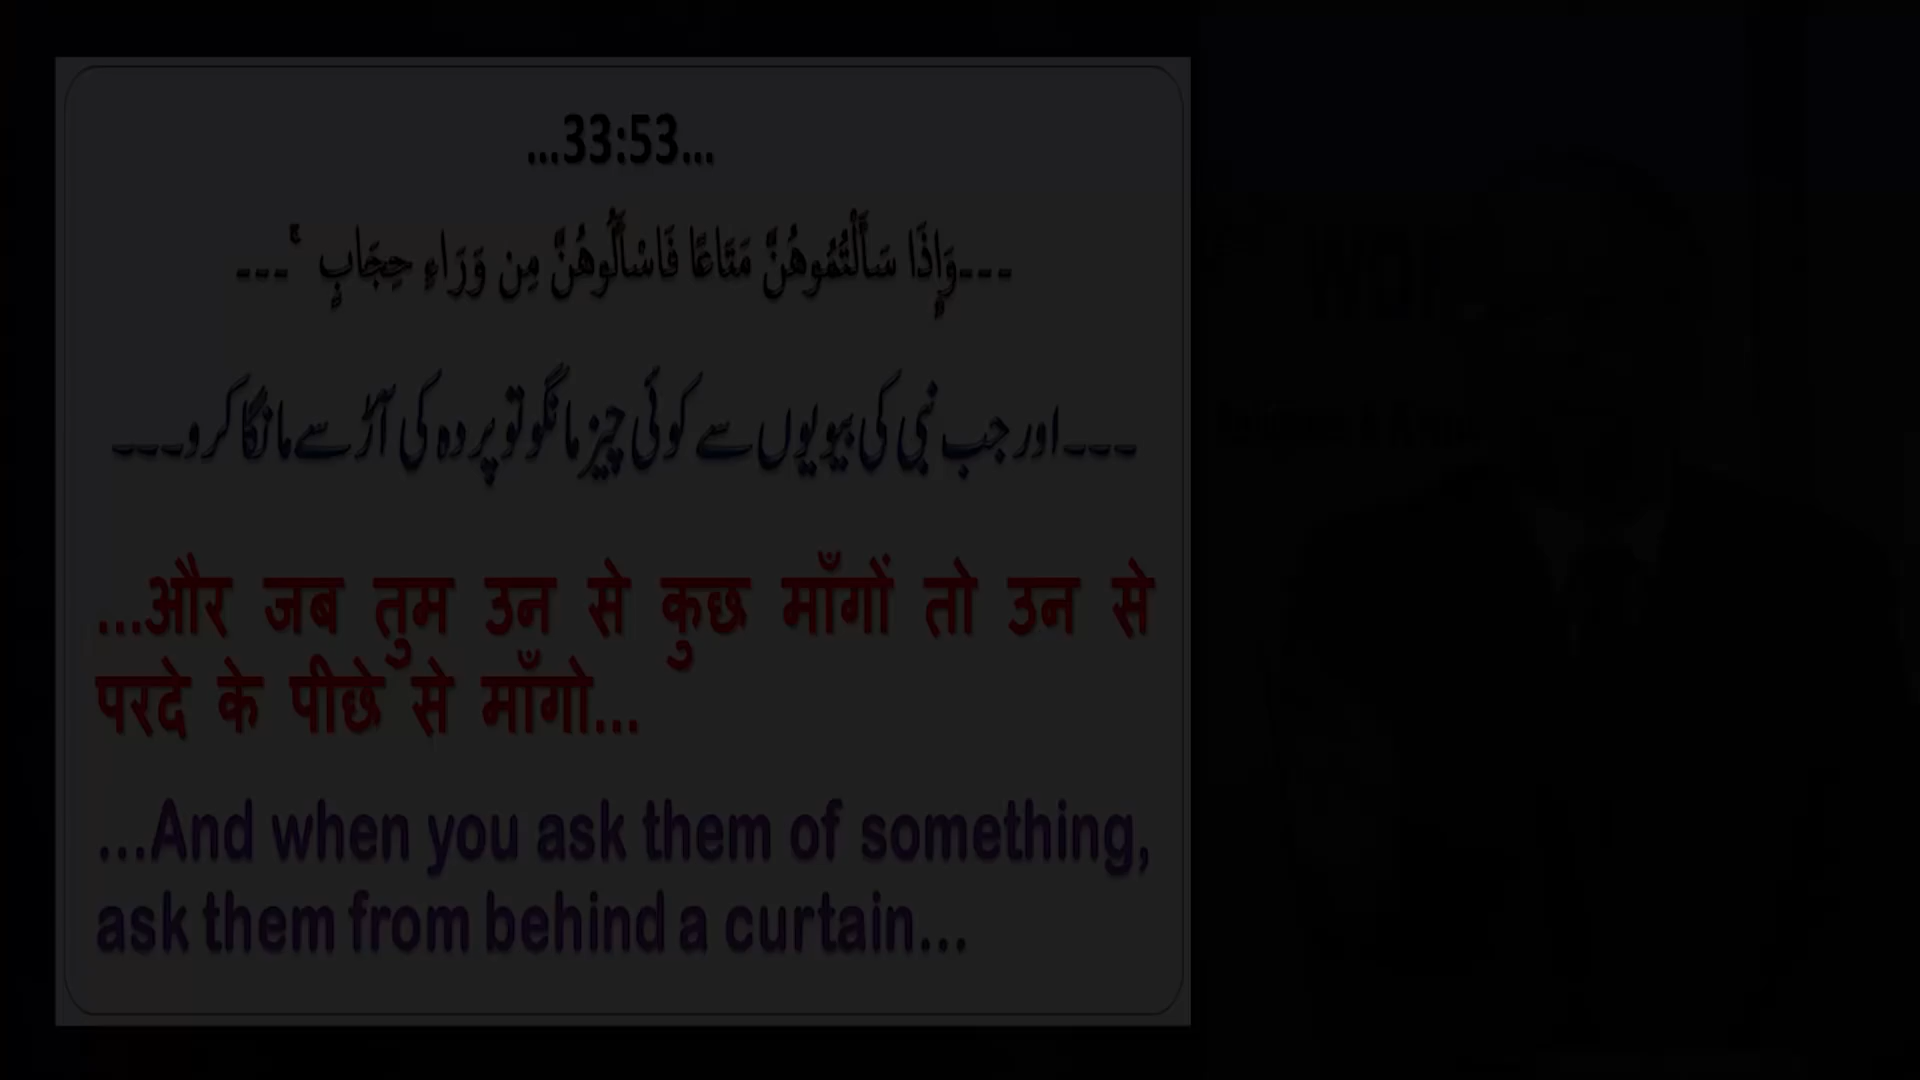 ...33:53...
---وَإِذَا سَأَلْتُمُوهُنَّ مَتَاعًا فَاسْأَلُوهُنَّ مِن وَرَاءِ حِجَابٍ ۚ---
۔۔۔اور جب نبی کی بیویوں سے کوئی چیز مانگو تو پردہ کی آڑ سے مانگا کرو۔۔۔
...और जब तुम उन से कुछ माँगों तो उन से
परदे के पीछे से माँगो...
...And when you ask them of something,
ask them from behind a curtain...